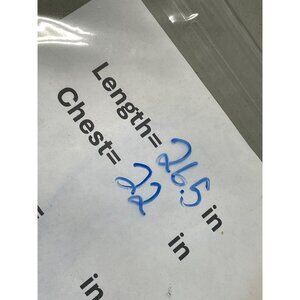 Length= 26.5 in
Chest= 22 in
in